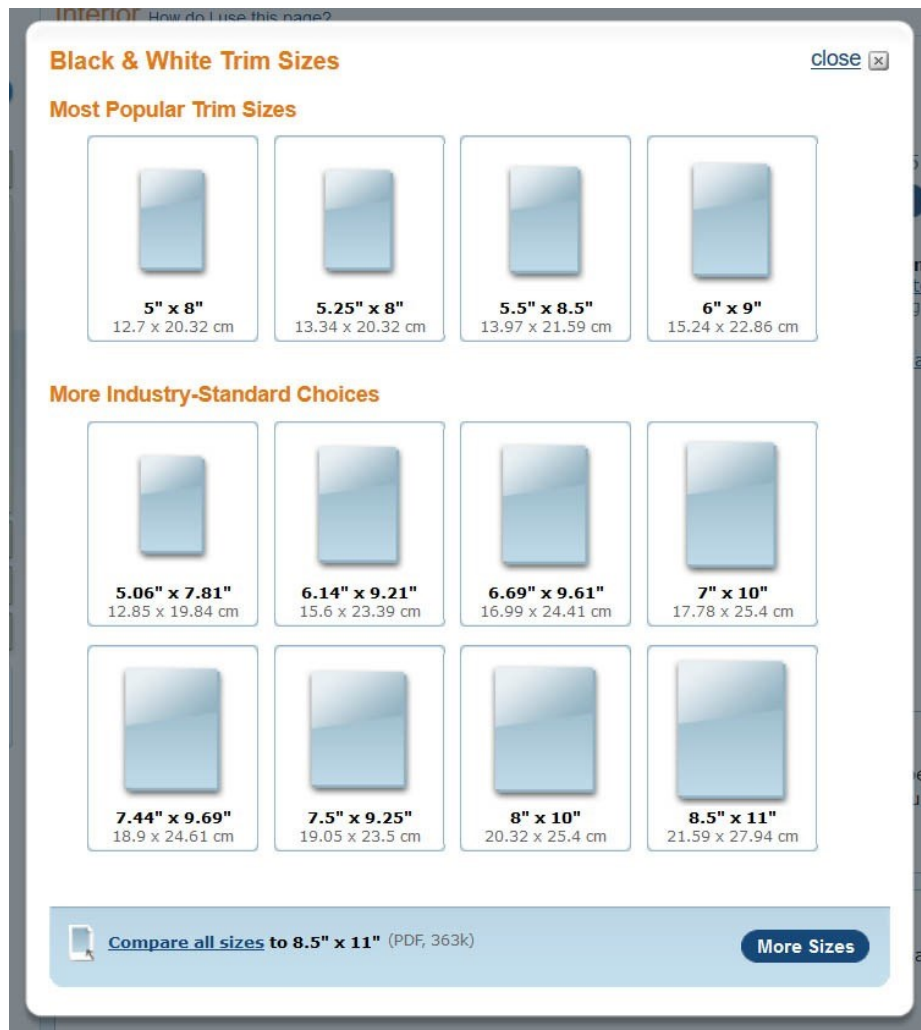 Interior How do I use this page?
Black & White Trim Sizes
close
Most Popular Trim Sizes
5" x 8"
12.7 x 20.32 cm
5.25" x 8"
13.34 x 20.32 cm
5.5" x 8.5"
13.97 x 21.59 cm
6" x 9"
15.24 x 22.86 cm
More Industry-Standard Choices
5.06" x 7.81"
12.85 x 19.84 cm
6.14" x 9.21"
15.6 x 23.39 cm
6.69" x 9.61"
16.99 x 24.41 cm
7" x 10"
17.78 x 25.4 cm
7.44" x 9.69"
18.9 x 24.61 cm
7.5" x 9.25"
19.05 x 23.5 cm
8" x 10"
20.32 x 25.4 cm
8.5" x 11"
21.59 x 27.94 cm
Compare all sizes to 8.5" x 11" (PDF, 363k)
More Sizes